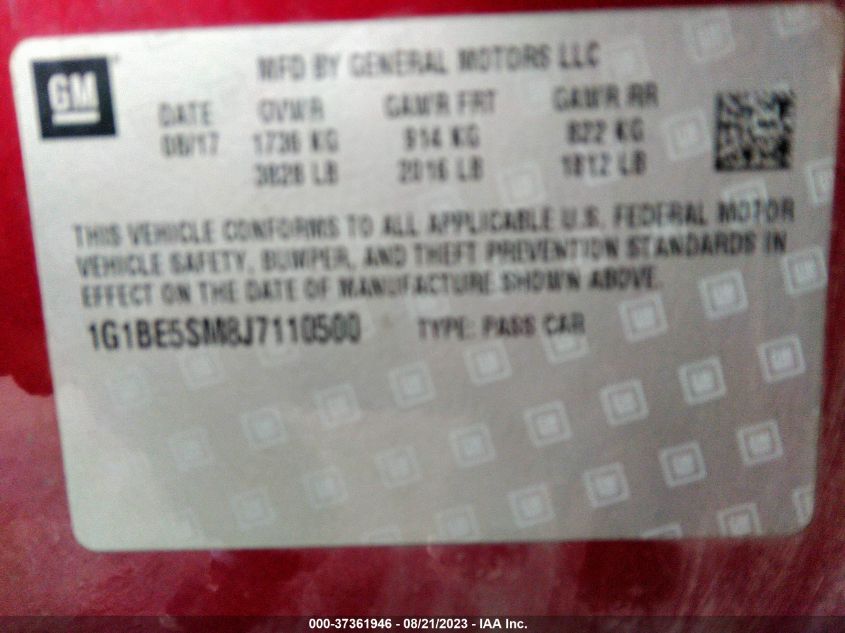 GM
MFD BY GENERAL MOTORS LLC
DATE GVWR GAWR FRT GAWR RR
08/17 1736 KG 914 KG 822 KG
3828 LB 2016 LB 1812 LB
THIS VEHICLE CONFORMS TO ALL APPLICABLE U.S. FEDERAL MOTOR
VEHICLE SAFETY, BUMPER, AND THEFT PREVENTION STANDARDS IN
EFFECT ON THE DATE OF MANUFACTURE SHOWN ABOVE.
1G1BE5SM8J7110500 TYPE: PASS CAR
000-37361946 - 08/21/2023 - IAA Inc.